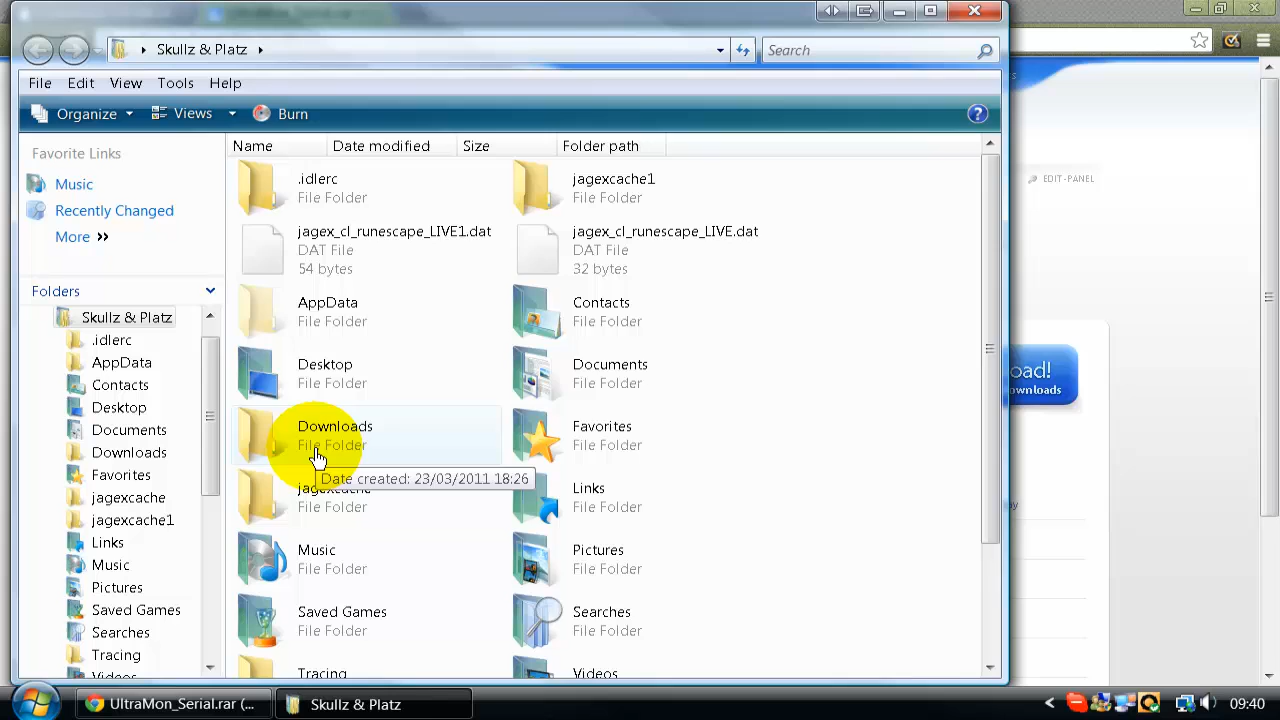 Skullz & Platz
Search
File Edit View Tools Help
Organize Views Burn
EDIT-PANEL
Favorite Links
Music
Recently Changed
More
Folders
Skullz & Platz
.idlerc
AppData
Contacts
Desktop
Documents
Downloads
Favorites
jagexcache
jagexcache1
Links
Music
Pictures
Saved Games
Searches
Tracing
Videos
Name Date modified Size Folder path
.idlerc
File Folder
jagexcache1
File Folder
jagex_cl_runescape_LIVE1.dat
DAT File
54 bytes
jagex_cl_runescape_LIVE.dat
DAT File
32 bytes
AppData
File Folder
Contacts
File Folder
Desktop
File Folder
Documents
File Folder
Downloads
File Folder
Favorites
File Folder
Date created: 23/03/2011 18:26
jagexcache
File Folder
Links
File Folder
Music
File Folder
Pictures
File Folder
Saved Games
File Folder
Searches
File Folder
Tracing
Videos
oad!
ownloads
UltraMon_Serial.rar (...
Skullz & Platz
09:40